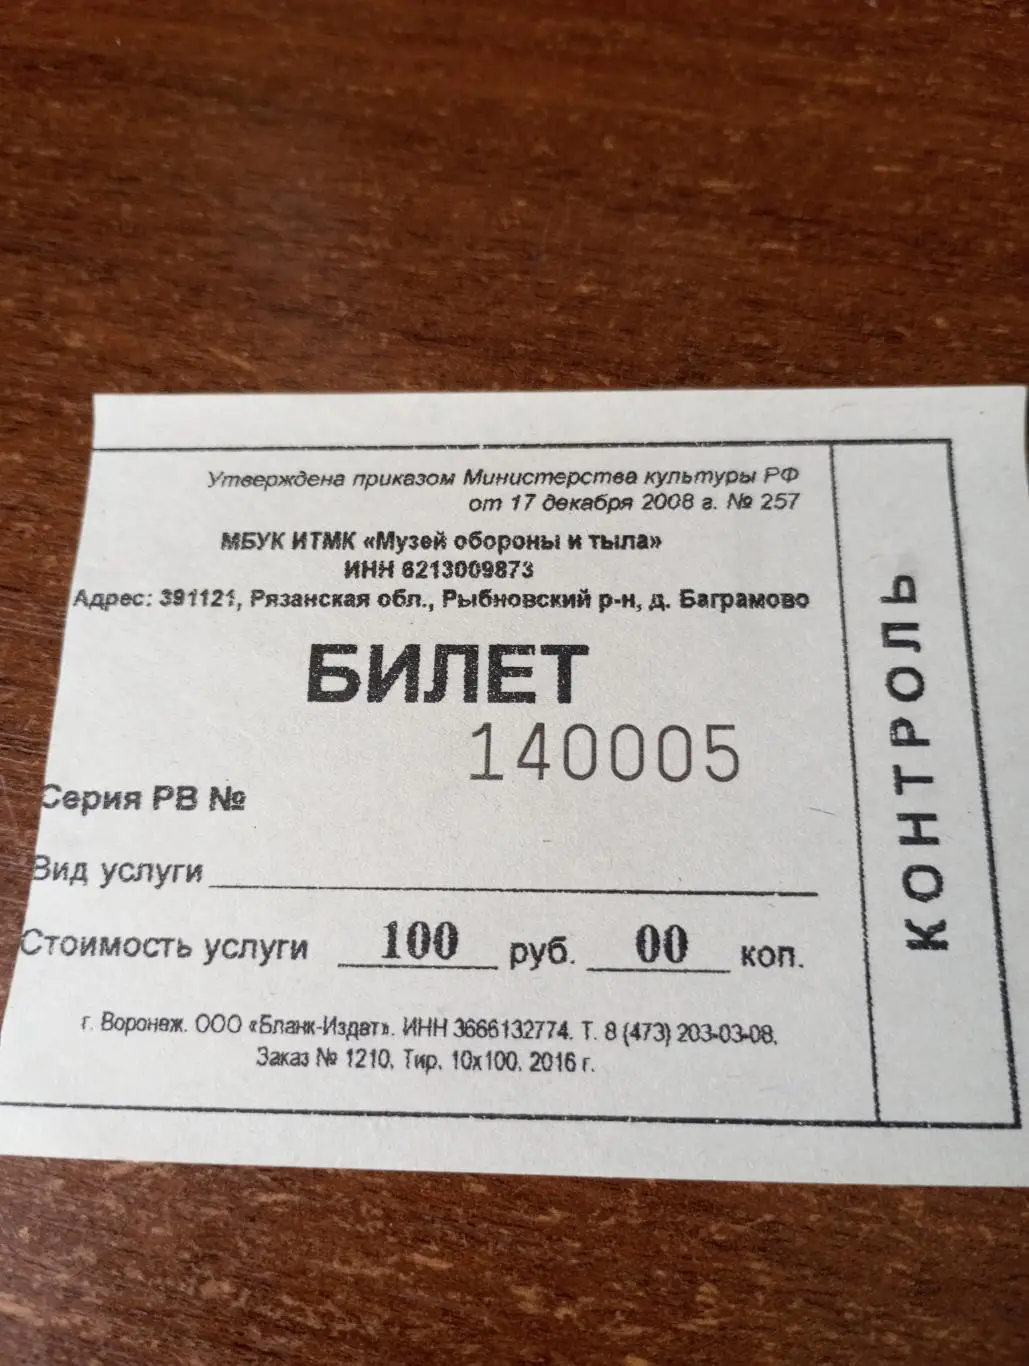 Утверждена приказом Министерства культуры РФ
от 17 декабря 2008 г. № 257
МБУК ИТМК «Музей обороны и тыла»
ИНН 6213009873
Адрес: 391121, Рязанская обл., Рыбновский р-н, д. Баграмово
БИЛЕТ
140005
Серия РВ №
Вид услуги
Стоимость услуги 100 руб. 00 коп.
г. Воронеж. ООО «Бланк-Издат». ИНН 3666132774. Т. 8 (473) 203-03-08.
Заказ № 1210. Тир. 10х100. 2016 г.
КОНТРОЛЬ